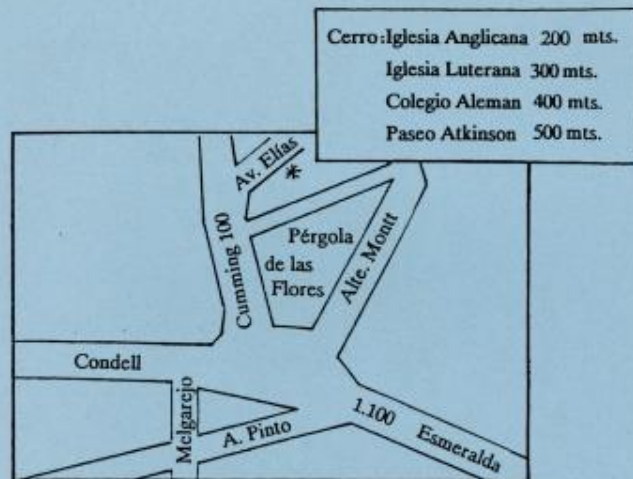 Cerro:Iglesia Anglicana 200 mts.
Iglesia Luterana 300 mts.
Colegio Aleman 400 mts.
Paseo Atkinson 500 mts.
Av. Elías
*
Cumming 100
Pérgola
de las
Flores
Alte. Montt
Condell
Melgarejo
A. Pinto
1.100 Esmeralda